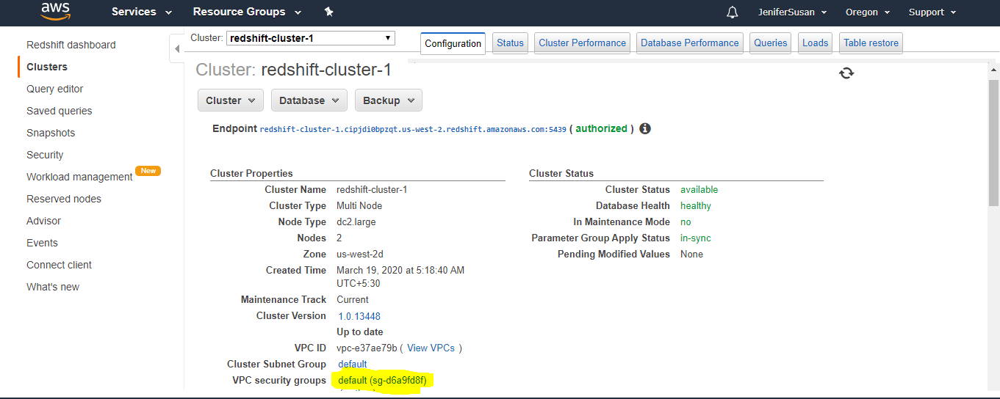 aws Services Resource Groups JeniferSusan Oregon Support
Redshift dashboard
Clusters
Query editor
Saved queries
Snapshots
Security
Workload management New
Reserved nodes
Advisor
Events
Connect client
What's new
Cluster: redshift-cluster-1 Configuration Status Cluster Performance Database Performance Queries Loads Table restore
Cluster: redshift-cluster-1
Cluster Database Backup
Endpoint redshift-cluster-1.cipjdi0bpzqt.us-west-2.redshift.amazonaws.com:5439 ( authorized )
Cluster Properties
Cluster Name redshift-cluster-1
Cluster Type Multi Node
Node Type dc2.large
Nodes 2
Zone us-west-2d
Created Time March 19, 2020 at 5:18:40 AM
UTC+5:30
Maintenance Track Current
Cluster Version 1.0.13448
Up to date
VPC ID vpc-e37ae79b ( View VPCs )
Cluster Subnet Group default
VPC security groups default (sg-d6a9fd8f)
Cluster Status
Cluster Status available
Database Health healthy
In Maintenance Mode no
Parameter Group Apply Status in-sync
Pending Modified Values None